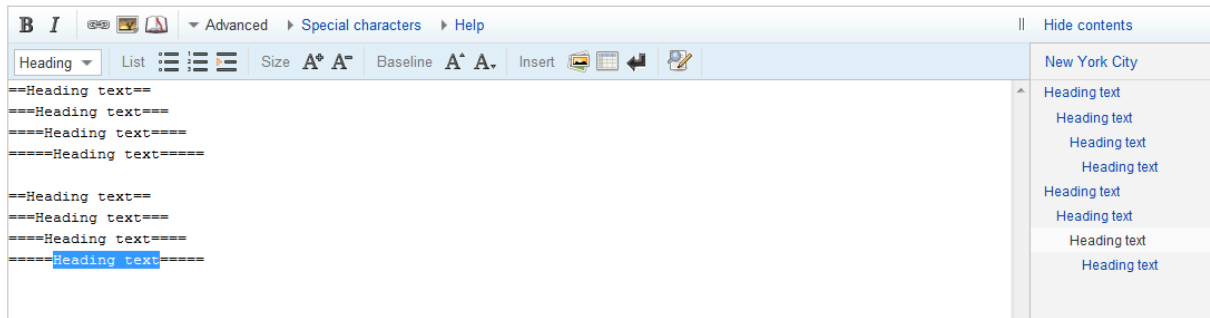 B I Advanced Special characters Help Hide contents
Heading List Size A A Baseline A A Insert New York City
==Heading text==
===Heading text===
====Heading text====
=====Heading text=====
==Heading text==
===Heading text===
====Heading text====
=====Heading text=====
Heading text
Heading text
Heading text
Heading text
Heading text
Heading text
Heading text
Heading text